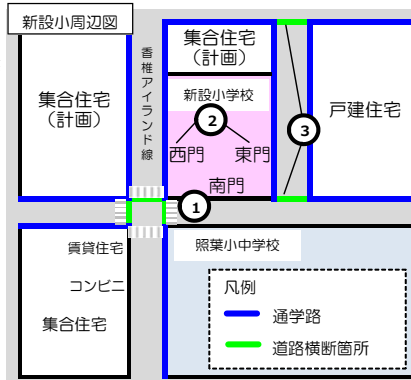 新設小周辺図
集合住宅
（計画）
香椎アイランド線
集合住宅
（計画）
新設小学校
②
西門
東門
南門
③
戸建住宅
①
賃貸住宅
コンビニ
集合住宅
照葉小中学校
凡例
通学路
道路横断箇所